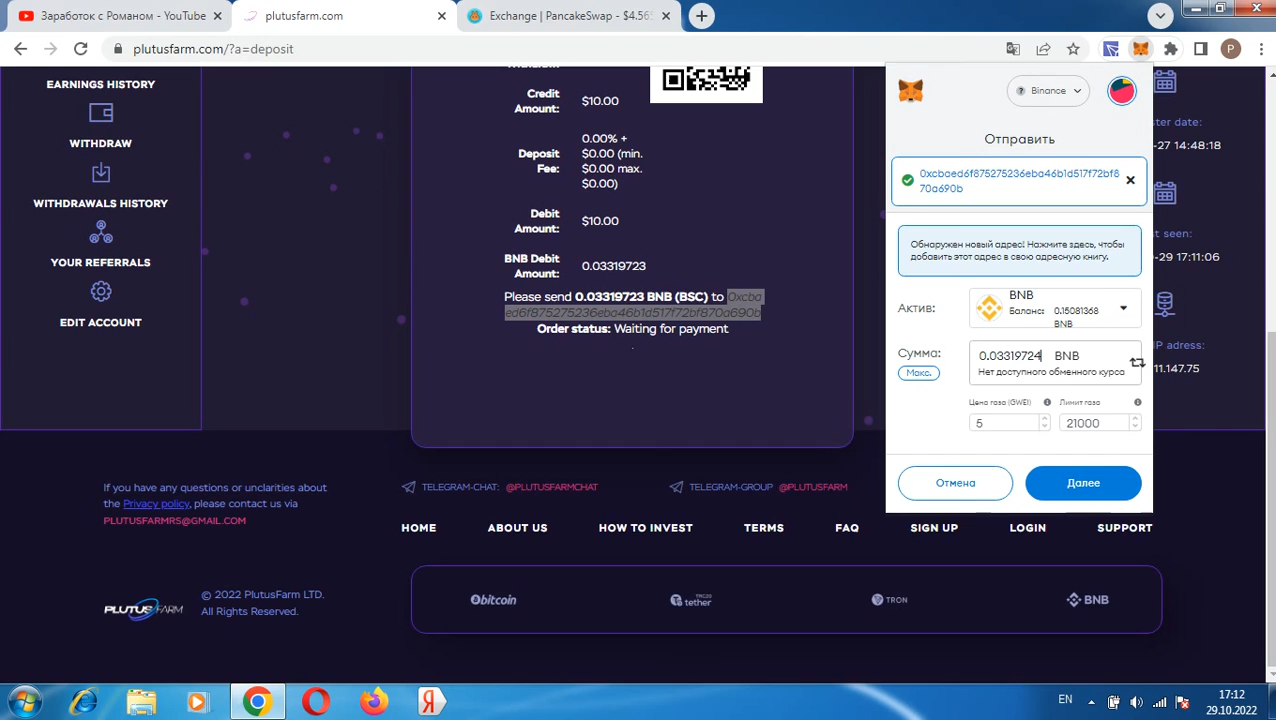 Заработок с Романом - YouTube
plutusfarm.com
Exchange | PancakeSwap - $4.565
plutusfarm.com/?a=deposit
P
EARNINGS HISTORY
WITHDRAW
WITHDRAWALS HISTORY
YOUR REFERRALS
EDIT ACCOUNT
Credit Amount: $10.00
Deposit Fee: 0.00% + $0.00 (min. $0.00 max. $0.00)
Debit Amount: $10.00
BNB Debit Amount: 0.03319723
Please send 0.03319723 BNB (BSC) to 0xcba
ed6f875275236eba46b1d517f72bf870a690b
Order status: Waiting for payment
Binance
Отправить
0xcbaed6f875275236eba46b1d517f72bf8
70a690b
Обнаружен новый адрес! Нажмите здесь, чтобы
добавить этот адрес в свою адресную книгу.
Актив:
BNB
Баланс: 0.15081368
BNB
Сумма:
Макс.
0.03319724 BNB
Нет доступного обменного курса
Цена газа (GWEI) Лимит газа
5 21000
Отмена Далее
ster date:
-27 14:48:18
st seen:
-29 17:11:06
IP adress:
11.147.75
If you have any questions or unclarities about
the Privacy policy, please contact us via
PLUTUSFARMRS@GMAIL.COM
TELEGRAM-CHAT: @PLUTUSFARMCHAT
TELEGRAM-GROUP @PLUTUSFARM
HOME ABOUT US HOW TO INVEST TERMS FAQ SIGN UP LOGIN SUPPORT
PLUTUSFARM
© 2022 PlutusFarm LTD.
All Rights Reserved.
bitcoin
tether TRC20
TRON
BNB
EN
17:12
29.10.2022